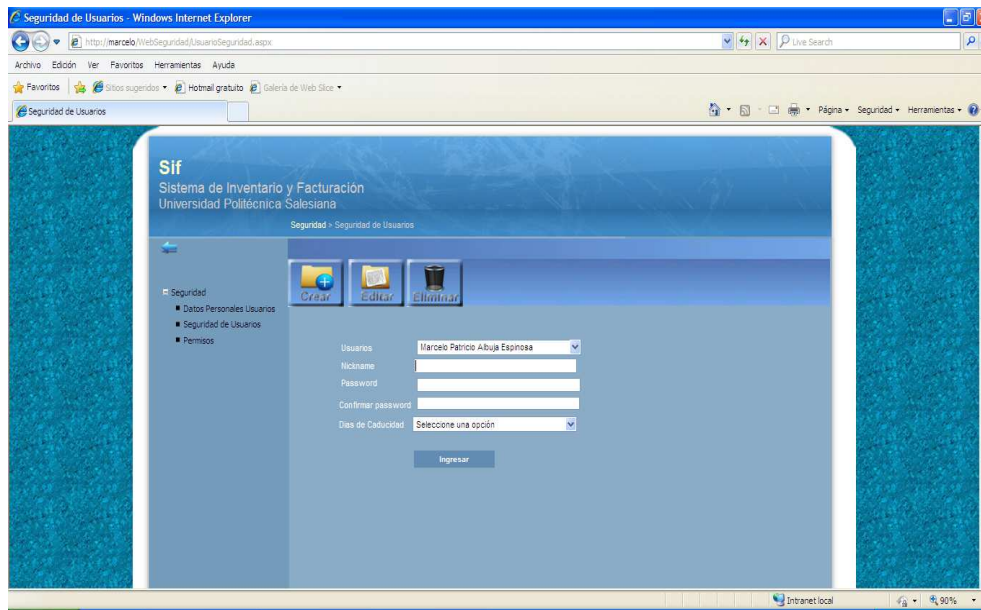 Seguridad de Usuarios - Windows Internet Explorer
http://marcelo/WebSeguridad/UsuarioSeguridad.aspx
Live Search
Archivo Edición Ver Favoritos Herramientas Ayuda
Favoritos Sitios sugeridos Hotmail gratuito Galería de Web Slice
Seguridad de Usuarios Página Seguridad Herramientas
Sif
Sistema de Inventario y Facturación
Universidad Politécnica Salesiana
Seguridad > Seguridad de Usuarios
Crear Editar Eliminar
Seguridad
Datos Personales Usuarios
Seguridad de Usuarios
Permisos
Usuarios Marcelo Patricio Albuja Espinosa
Nickname
Password
Confirmar password
Dias de Caducidad Seleccione una opción
Ingresar
Intranet local 90%